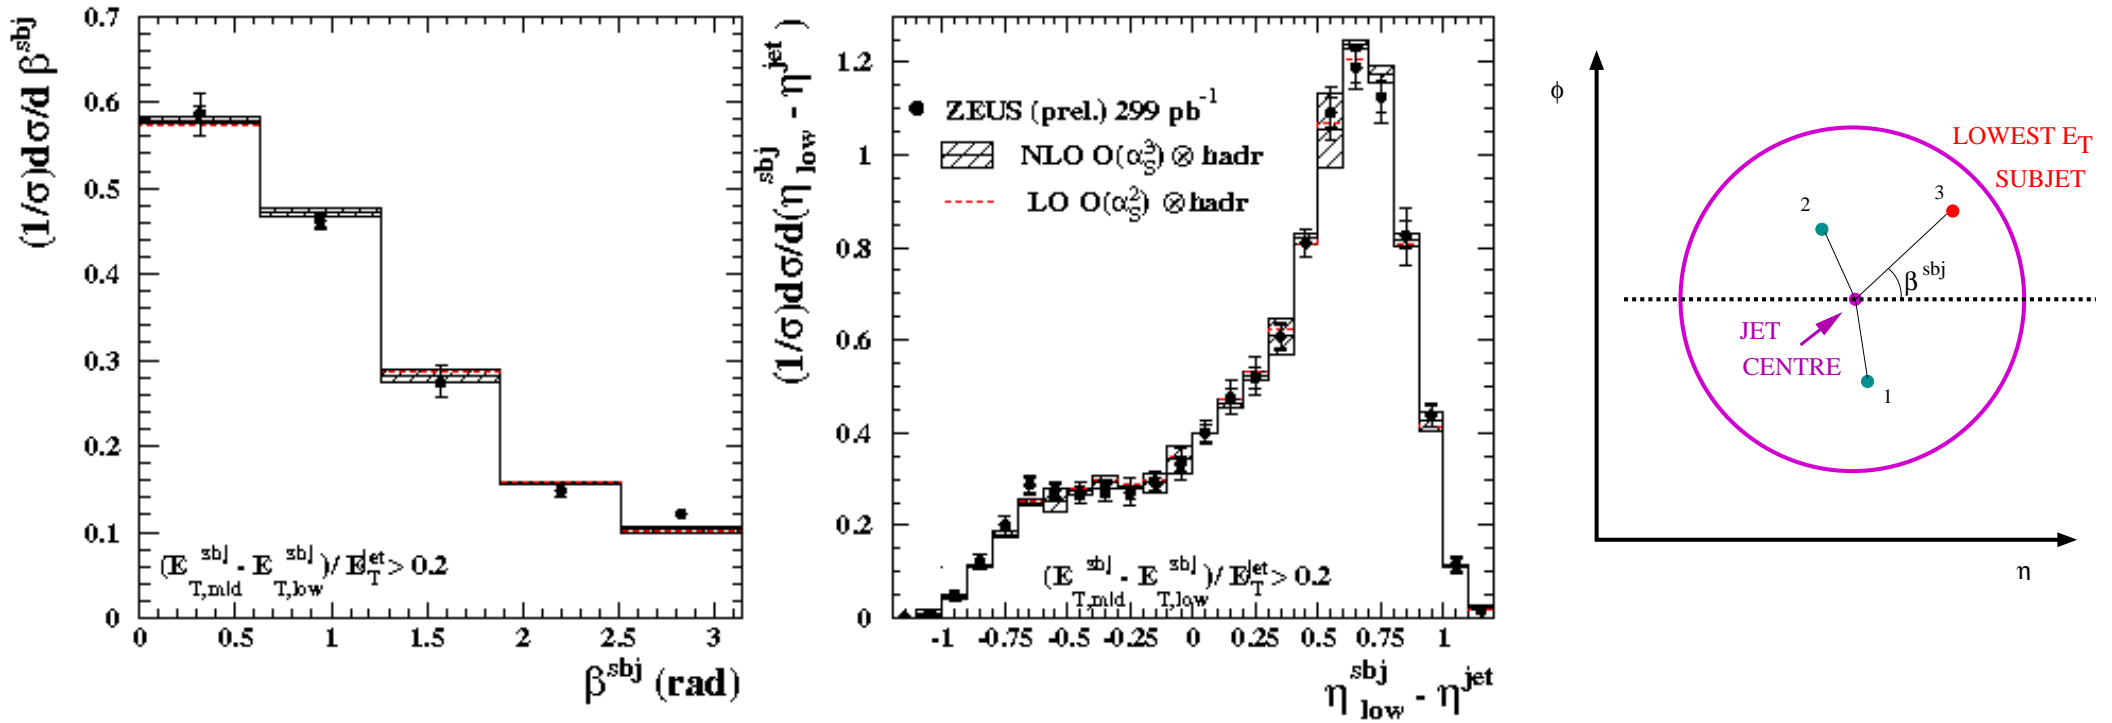 (1/σ)dσ/d β^sbj
0.7
0.6
0.5
0.4
0.3
0.2
0.1
0
(E_T,mid^sbj - E_T,low^sbj)/ E_T^jet > 0.2
0 0.5 1 1.5 2 2.5 3
β^sbj (rad)
(1/σ)dσ/d(η_low^sbj - η^jet)
1.2
1
0.8
0.6
0.4
0.2
0
ZEUS (prel.) 299 pb^-1
NLO O(α_S^3) ⊗ hadr
LO O(α_S^2) ⊗ hadr
(E_T,mid^sbj - E_T,low^sbj)/ E_T^jet > 0.2
-1 -0.75 -0.5 -0.25 0 0.25 0.5 0.75 1
η_low^sbj - η^jet
ϕ
LOWEST E_T
SUBJET
2
3
β^sbj
JET
CENTRE
1
η